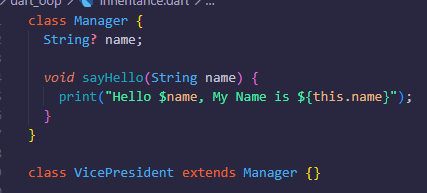 dart_oop > inheritance.dart > ...
class Manager {
String? name;
void sayHello(String name) {
print("Hello $name, My Name is ${this.name}");
}
}
class VicePresident extends Manager {}